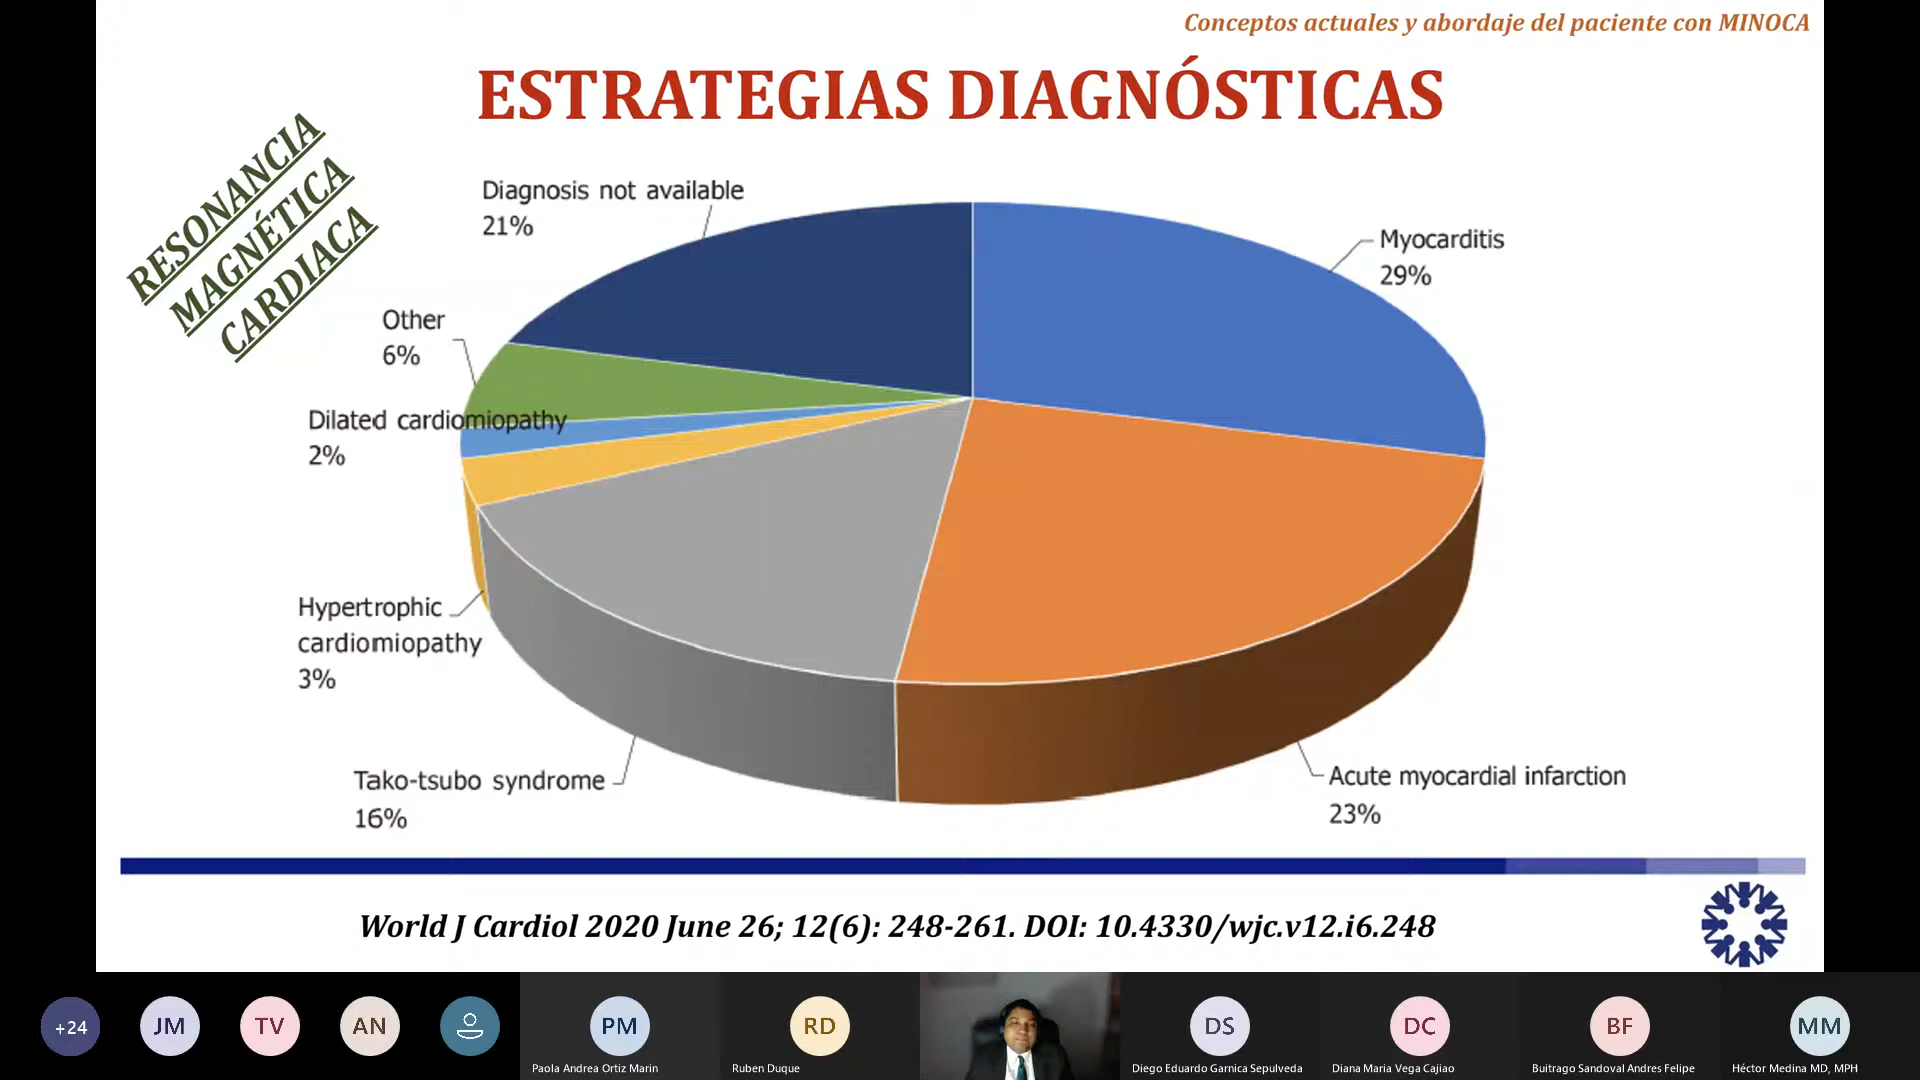 Conceptos actuales y abordaje del paciente con MINOCA
ESTRATEGIAS DIAGNÓSTICAS
RESONANCIA
MAGNÉTICA
CARDIACA
Diagnosis not available
21%
Myocarditis
29%
Other
6%
Dilated cardiomiopathy
2%
Hypertrophic
cardiomiopathy
3%
Tako-tsubo syndrome
16%
Acute myocardial infarction
23%
World J Cardiol 2020 June 26; 12(6): 248-261. DOI: 10.4330/wjc.v12.i6.248
+24
JM
TV
AN
PM
RD
DS
DC
BF
MM
Paola Andrea Ortiz Marin
Ruben Duque
Diego Eduardo Garnica Sepulveda
Diana Maria Vega Cajiao
Buitrago Sandoval Andres Felipe
Héctor Medina MD, MPH